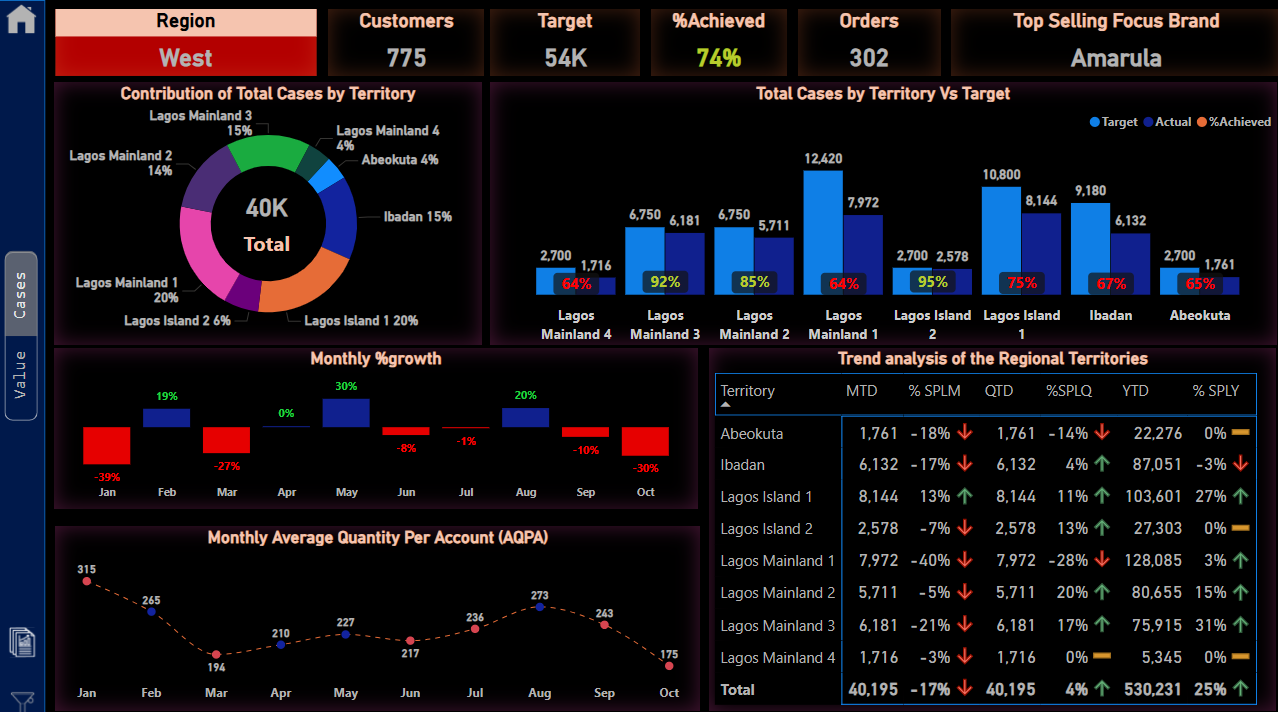 Region
West
Customers
775
Target
54K
%Achieved
74%
Orders
302
Top Selling Focus Brand
Amarula
Cases
Value
Contribution of Total Cases by Territory
Lagos Mainland 3
15%
Lagos Mainland 4
4%
Abeokuta 4%
Lagos Mainland 2
14%
Ibadan 15%
40K
Total
Lagos Mainland 1
20%
Lagos Island 2 6%
Lagos Island 1 20%
Total Cases by Territory Vs Target
Target Actual %Achieved
2,700 1,716
64%
Lagos
Mainland 4
6,750 6,181
92%
Lagos
Mainland 3
6,750 5,711
85%
Lagos
Mainland 2
12,420 7,972
64%
Lagos
Mainland 1
2,700 2,578
95%
Lagos Island
2
10,800 8,144
75%
Lagos Island
1
9,180 6,132
67%
Ibadan
2,700 1,761
65%
Abeokuta
Monthly %growth
-39% 19% -27% 0% 30% -8% -1% 20% -10% -30%
Jan Feb Mar Apr May Jun Jul Aug Sep Oct
Monthly Average Quantity Per Account (AQPA)
315 265 194 210 227 217 236 273 243 175
Jan Feb Mar Apr May Jun Jul Aug Sep Oct
Trend analysis of the Regional Territories
Territory MTD % SPLM QTD %SPLQ YTD % SPLY
Abeokuta 1,761 -18% 1,761 -14% 22,276 0%
Ibadan 6,132 -17% 6,132 4% 87,051 -3%
Lagos Island 1 8,144 13% 8,144 11% 103,601 27%
Lagos Island 2 2,578 -7% 2,578 13% 27,303 0%
Lagos Mainland 1 7,972 -40% 7,972 -28% 128,085 3%
Lagos Mainland 2 5,711 -5% 5,711 20% 80,655 15%
Lagos Mainland 3 6,181 -21% 6,181 17% 75,915 31%
Lagos Mainland 4 1,716 -3% 1,716 0% 5,345 0%
Total 40,195 -17% 40,195 4% 530,231 25%